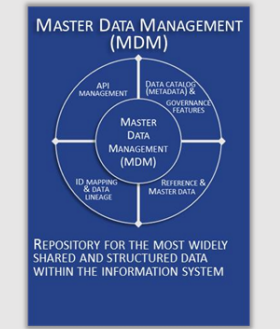 MASTER DATA MANAGEMENT
(MDM)
API
MANAGEMENT
DATA CATALOG
(METADATA) &
GOVERNANCE
FEATURES
MASTER
DATA
MANAGEMENT
(MDM)
ID MAPPING
& DATA
LINEAGE
REFERENCE &
MASTER DATA
REPOSITORY FOR THE MOST WIDELY
SHARED AND STRUCTURED DATA
WITHIN THE INFORMATION SYSTEM